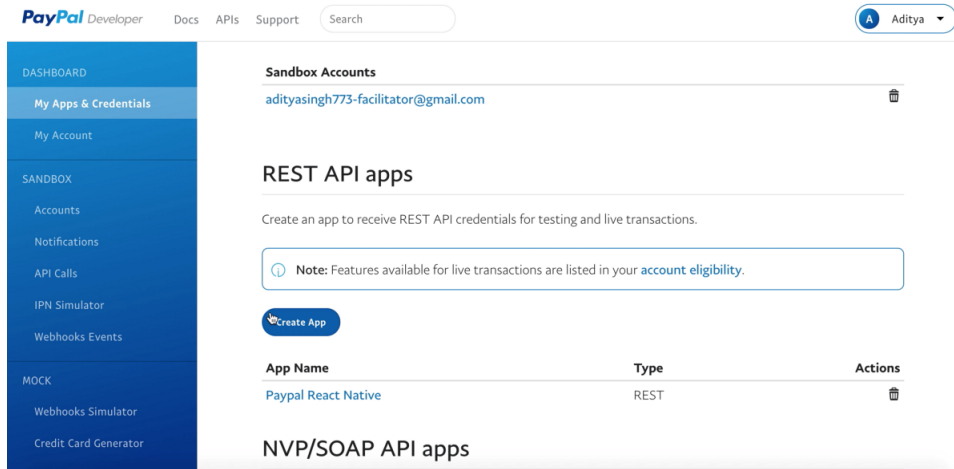 PayPal Developer Docs APIs Support Search A Aditya
DASHBOARD
My Apps & Credentials
My Account
SANDBOX
Accounts
Notifications
API Calls
IPN Simulator
Webhooks Events
MOCK
Webhooks Simulator
Credit Card Generator
Sandbox Accounts
adityasingh773-facilitator@gmail.com
REST API apps
Create an app to receive REST API credentials for testing and live transactions.
Note: Features available for live transactions are listed in your account eligibility.
Create App
App Name Type Actions
Paypal React Native REST
NVP/SOAP API apps